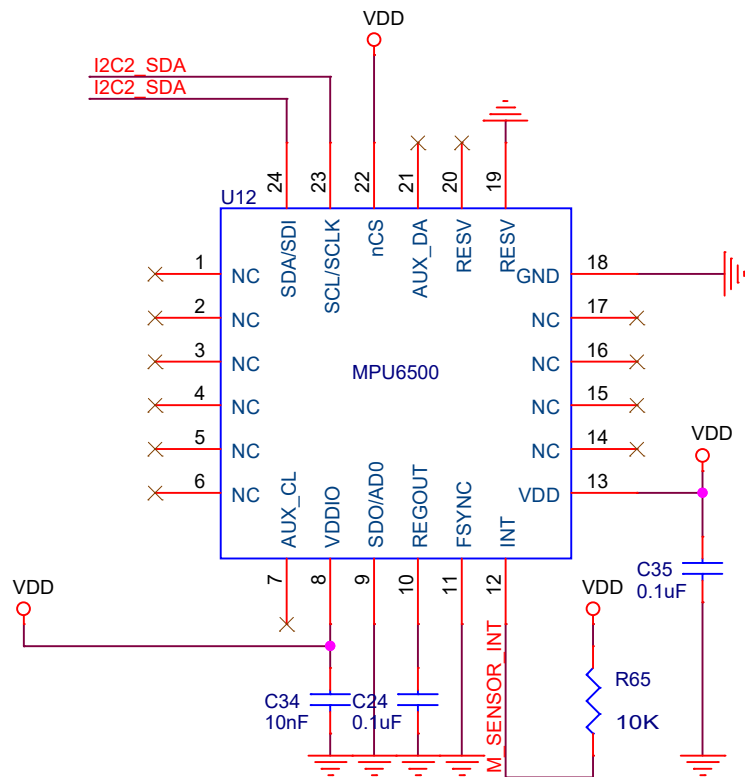 VDD
I2C2_SDA
I2C2_SDA
24
23
22
21
20
19
U12
SDA/SDI
SCL/SCLK
nCS
AUX_DA
RESV
RESV
1
NC
GND
18
2
NC
NC
17
3
NC
NC
16
MPU6500
4
NC
NC
15
5
NC
NC
14
VDD
6
NC
VDD
13
AUX_CL
VDDIO
SDO/AD0
REGOUT
FSYNC
INT
7
8
9
10
11
12
C35
0.1uF
VDD
VDD
M_SENSOR_INT
R65
10K
C34
10nF
C24
0.1uF